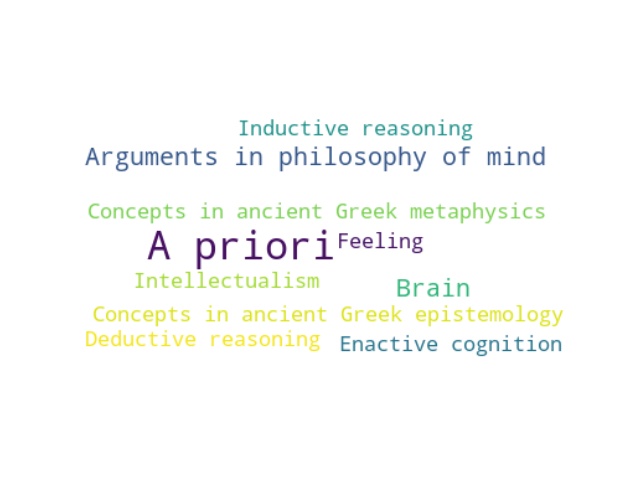 Inductive reasoning
Arguments in philosophy of mind
Concepts in ancient Greek metaphysics
A priori
Feeling
Intellectualism
Brain
Concepts in ancient Greek epistemology
Deductive reasoning
Enactive cognition